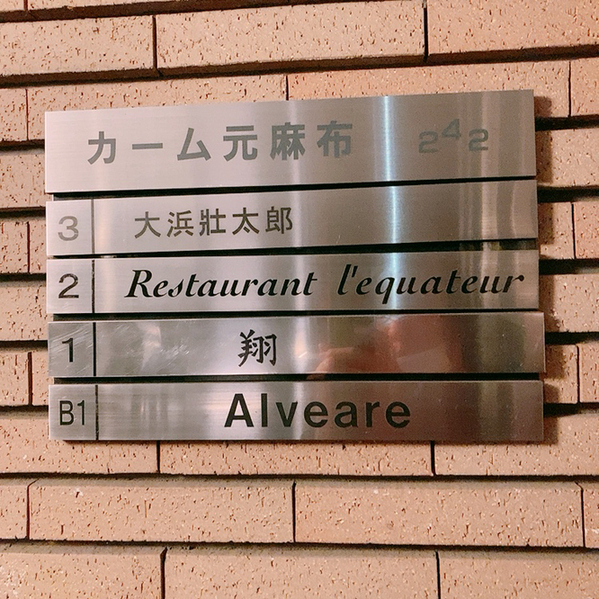 カーム元麻布 242
3 大浜壯太郎
2 Restaurant l'equateur
1 翔
B1 Alveare